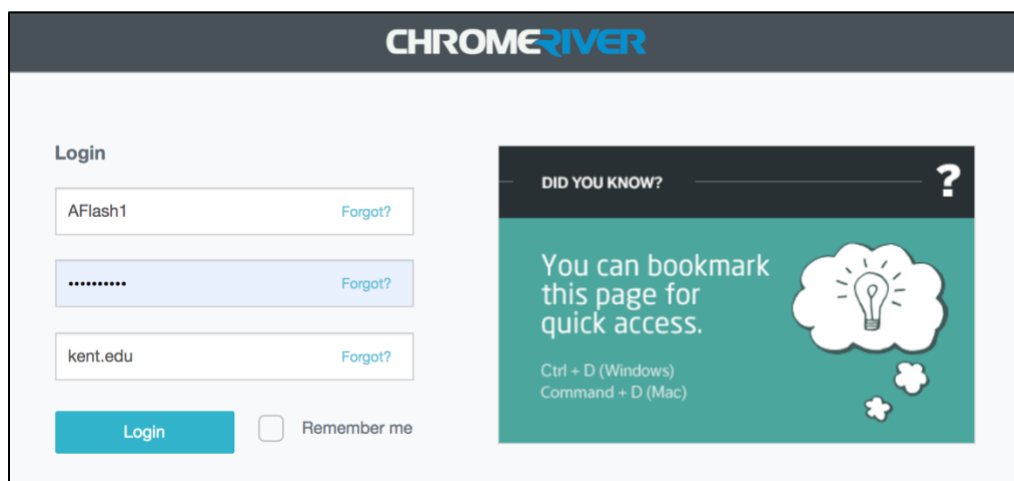 CHROMERIVER
Login
AFlash1 Forgot?
•••••••••• Forgot?
kent.edu Forgot?
Login Remember me
DID YOU KNOW? ?
You can bookmark
this page for
quick access.
Ctrl + D (Windows)
Command + D (Mac)